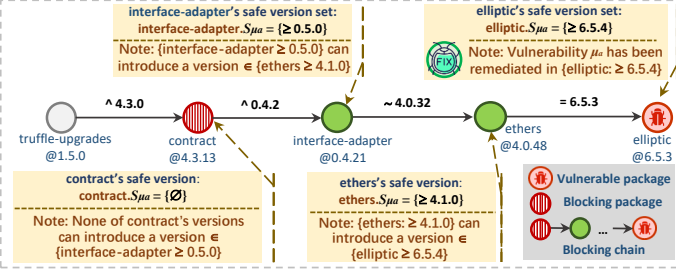 interface-adapter's safe version set:
interface-adapter.Sμa = {≥ 0.5.0}
Note: {interface-adapter ≥ 0.5.0} can
introduce a version ∈ {ethers ≥ 4.1.0}
elliptic's safe version set:
elliptic.Sμa = {≥ 6.5.4}
FIX
Note: Vulnerability μa has been
remediated in {elliptic: ≥ 6.5.4}
^ 4.3.0
^ 0.4.2
~ 4.0.32
= 6.5.3
truffle-upgrades
@1.5.0
contract
@4.3.13
interface-adapter
@0.4.21
ethers
@4.0.48
elliptic
@6.5.3
contract's safe version:
contract.Sμa = {∅}
Note: None of contract's versions
can introduce a version ∈
{interface-adapter ≥ 0.5.0}
ethers's safe version:
ethers.Sμa = {≥ 4.1.0}
Note: {ethers: ≥ 4.1.0} can
introduce a version ∈
{elliptic ≥ 6.5.4}
Vulnerable package
Blocking package
...
Blocking chain